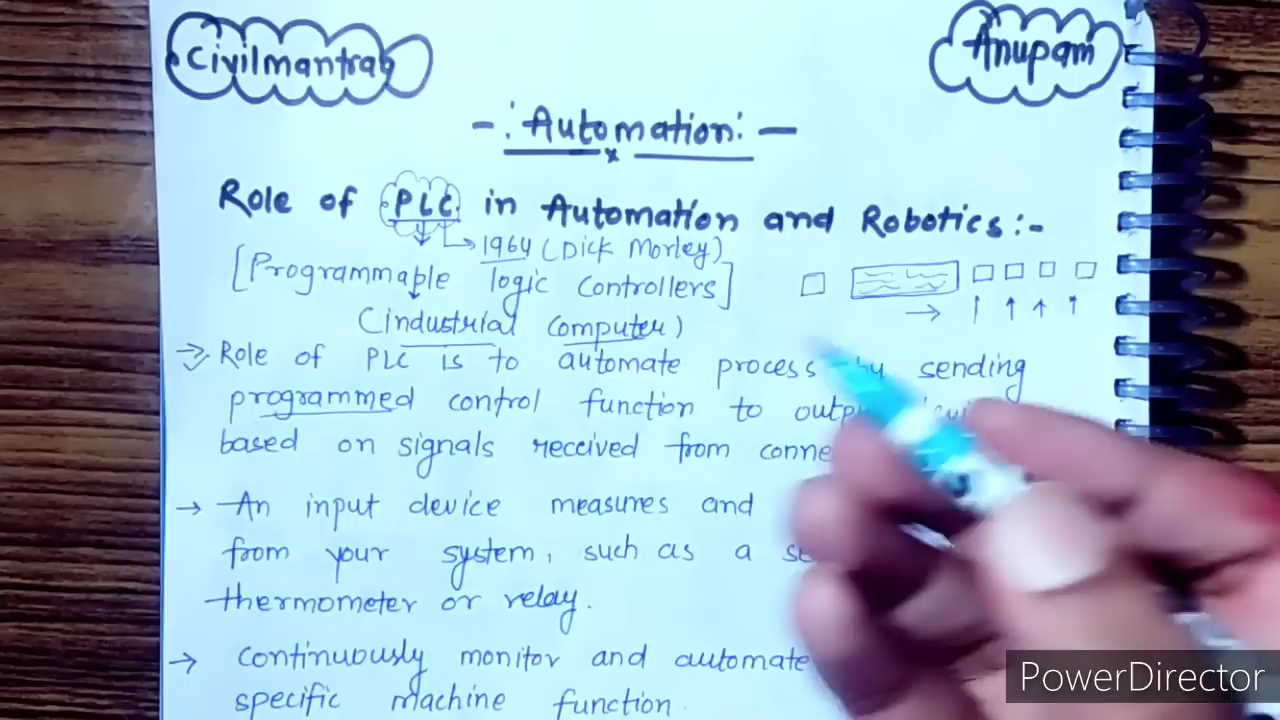 Civilmantra
Anupam
-: Automation: -
Role of PLC in Automation and Robotics:-
1964 (Dick Morley)
[Programmable logic Controllers]
(industrial Computer)
Role of PLC is to automate process by sending
programmed control function to
based on signals received from
An input device measures and
from your system, such as a
thermometer or relay.
Continuously monitor and automate
specific machine function.
PowerDirector